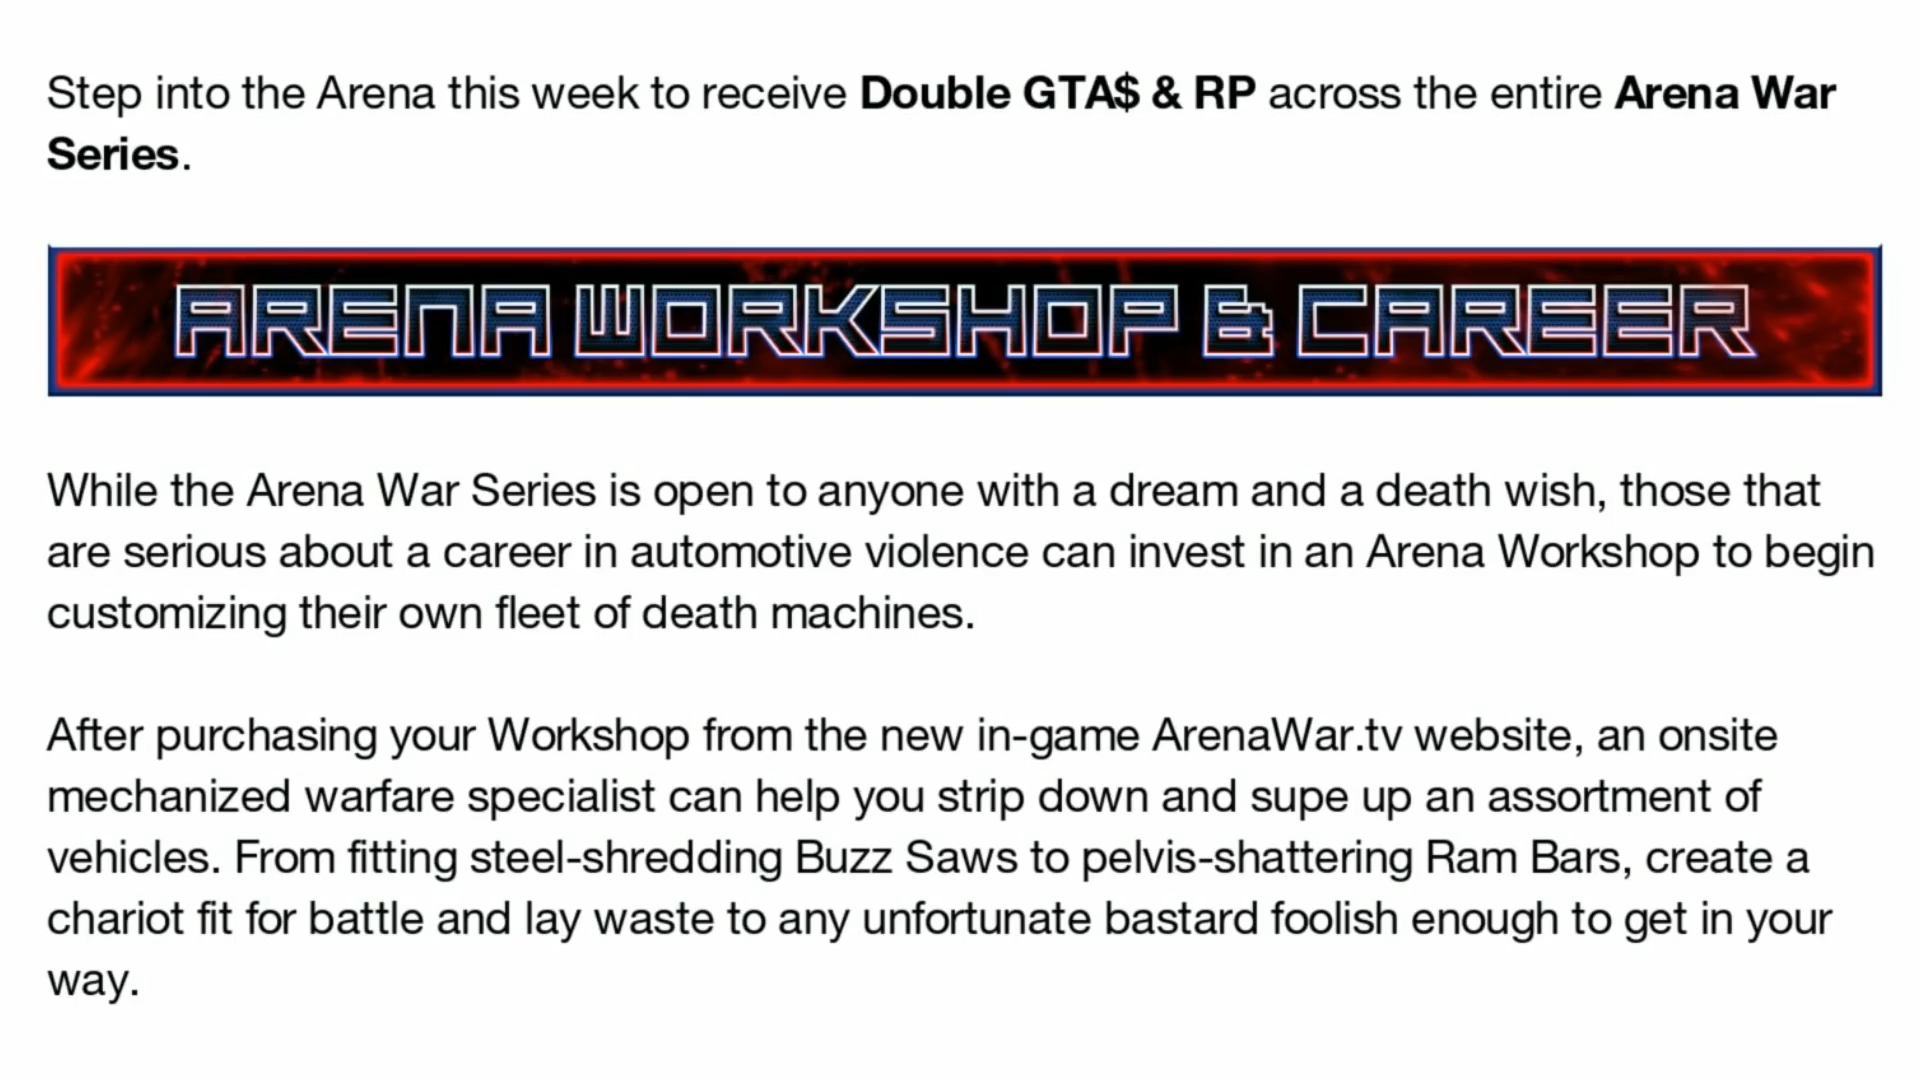 Step into the Arena this week to receive Double GTA$ & RP across the entire Arena War
Series.
ARENA WORKSHOP & CAREER
While the Arena War Series is open to anyone with a dream and a death wish, those that
are serious about a career in automotive violence can invest in an Arena Workshop to begin
customizing their own fleet of death machines.
After purchasing your Workshop from the new in-game ArenaWar.tv website, an onsite
mechanized warfare specialist can help you strip down and supe up an assortment of
vehicles. From fitting steel-shredding Buzz Saws to pelvis-shattering Ram Bars, create a
chariot fit for battle and lay waste to any unfortunate bastard foolish enough to get in your
way.